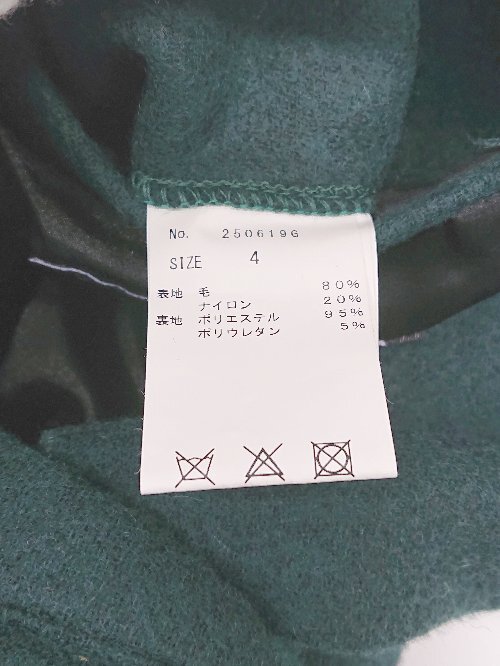 No. 250619G
SIZE 4
表地 毛 80%
ナイロン 20%
裏地 ポリエステル 95%
ポリウレタン 5%